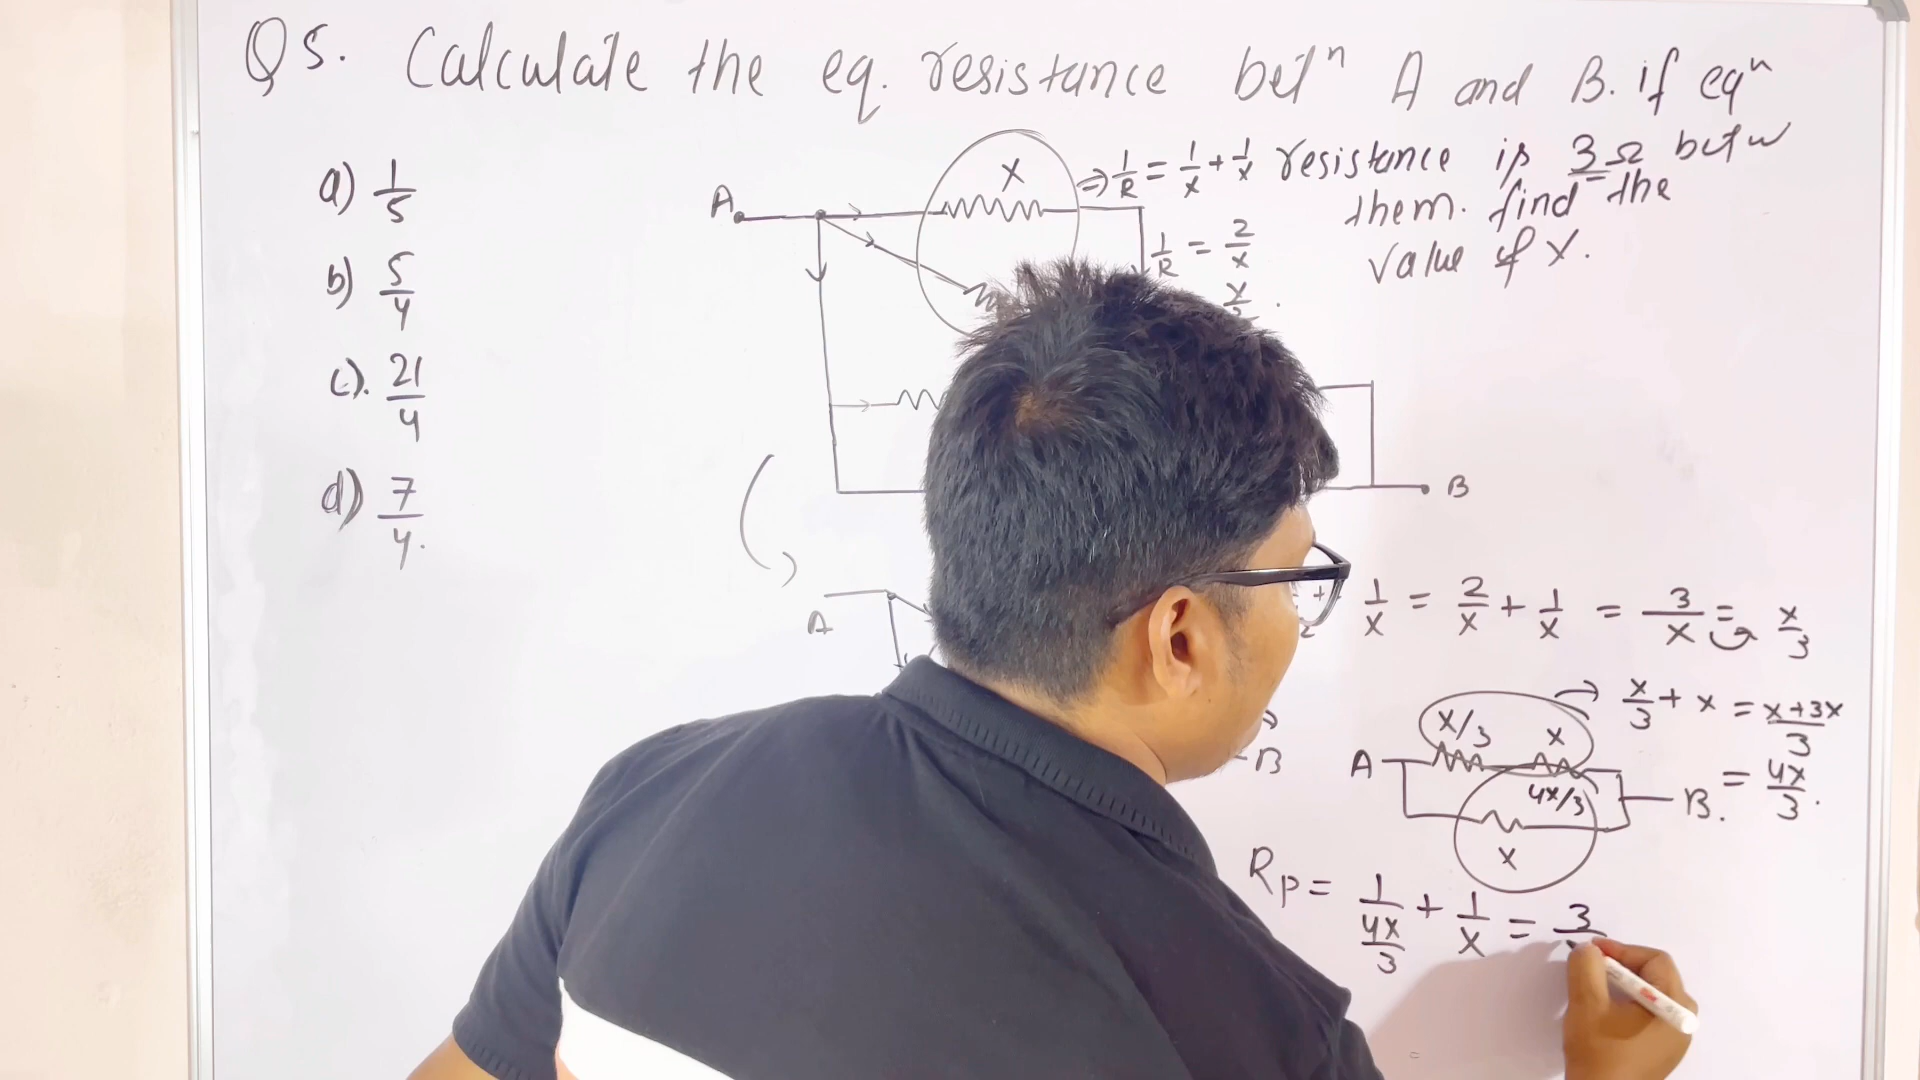 Q5. Calculate the eq. resistance betⁿ A and B. if eqⁿ
resistance is 3Ω betw
them. find the
value of X.
a) 1/5
b) 5/4
c). 21/4
d) 7/4.
A
X
⇒ 1/R = 1/X + 1/X
1/R = 2/X
B
A
1/X = 2/X + 1/X = 3/X = X/3
→ X/3 + X = X+3X/3
= 4X/3.
X/3 X
A
4X/3
B.
B
X
Rp = 1/4X/3 + 1/X = 3